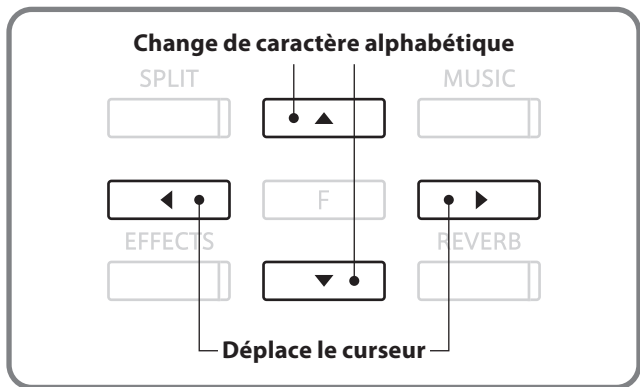 Change de caractère alphabétique
SPLIT MUSIC
F
EFFECTS REVERB
Déplace le curseur